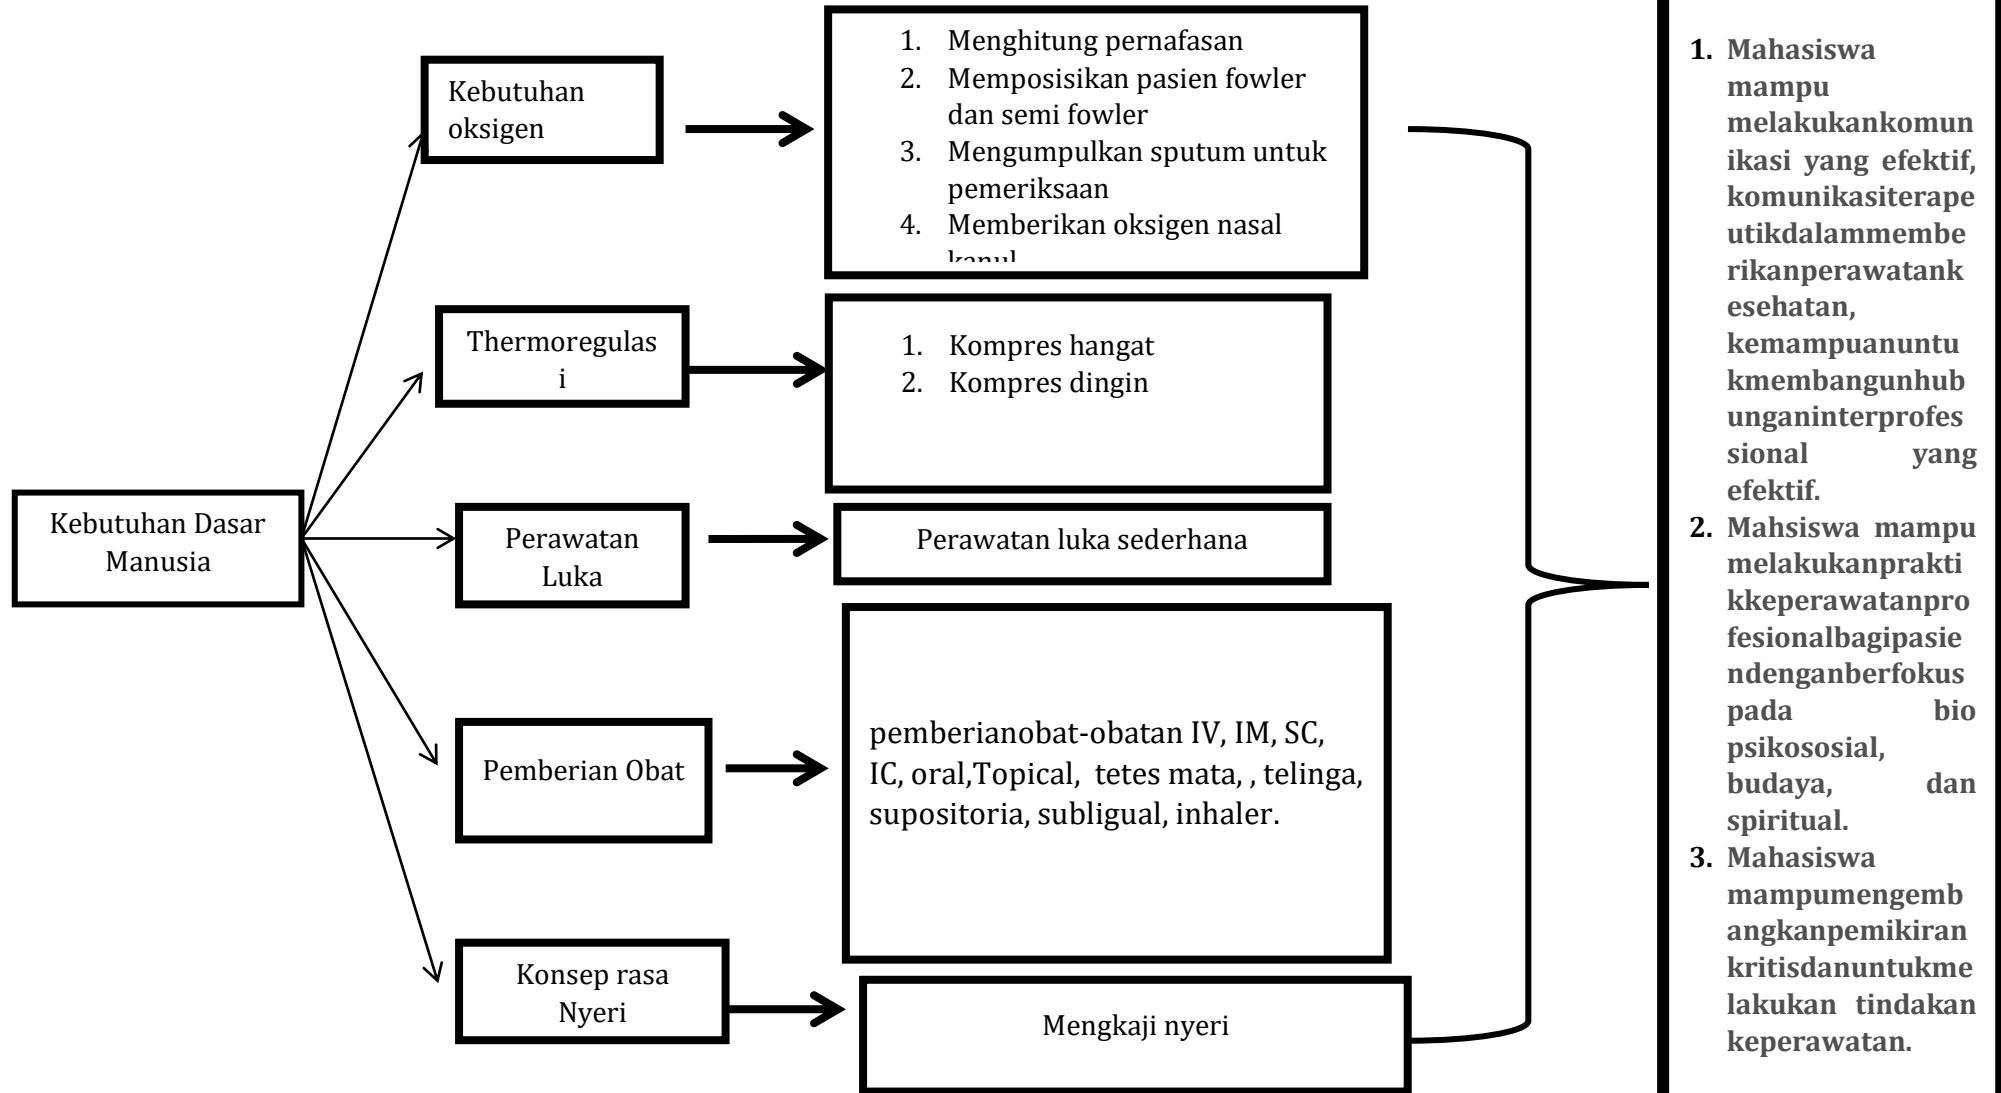 Kebutuhan Dasar
Manusia
Kebutuhan
oksigen
1. Menghitung pernafasan
2. Memposisikan pasien fowler
dan semi fowler
3. Mengumpulkan sputum untuk
pemeriksaan
4. Memberikan oksigen nasal
kanul
Thermoregulas
i
1. Kompres hangat
2. Kompres dingin
Perawatan
Luka
Perawatan luka sederhana
Pemberian Obat
pemberianobat-obatan IV, IM, SC,
IC, oral,Topical, tetes mata, , telinga,
supositoria, subligual, inhaler.
Konsep rasa
Nyeri
Mengkaji nyeri
1. Mahasiswa
mampu
melakukankomun
ikasi yang efektif,
komunikasiterape
utikdalammembe
rikanperawatank
esehatan,
kemampuanuntu
kmembangunhub
unganinterprofes
sional yang
efektif.
2. Mahsiswa mampu
melakukanprakti
kkeperawatanpro
fesionalbagipasie
ndenganberfokus
pada bio
psikososial,
budaya, dan
spiritual.
3. Mahasiswa
mampumengemb
angkanpemikiran
kritisdanuntukme
lakukan tindakan
keperawatan.